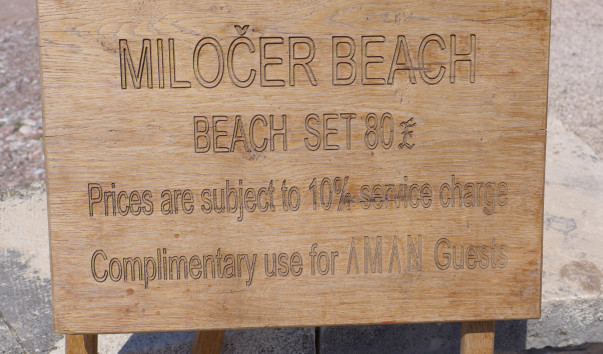 MILOČER BEACH
BEACH SET 80 £
Prices are subject to 10% service charge
Complimentary use for AMAN Guests